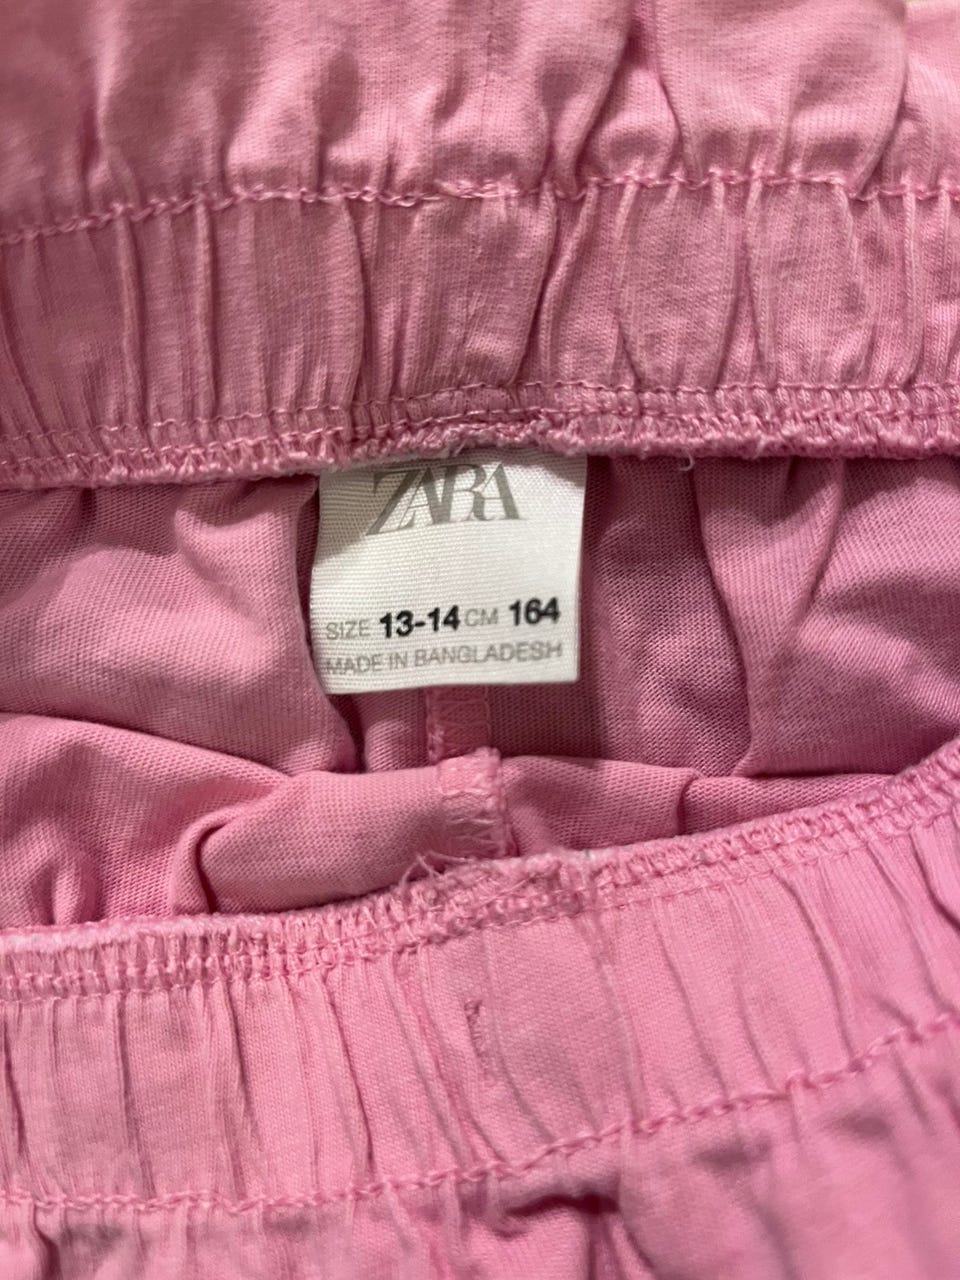 ZARA
SIZE 13-14 CM 164
MADE IN BANGLADESH